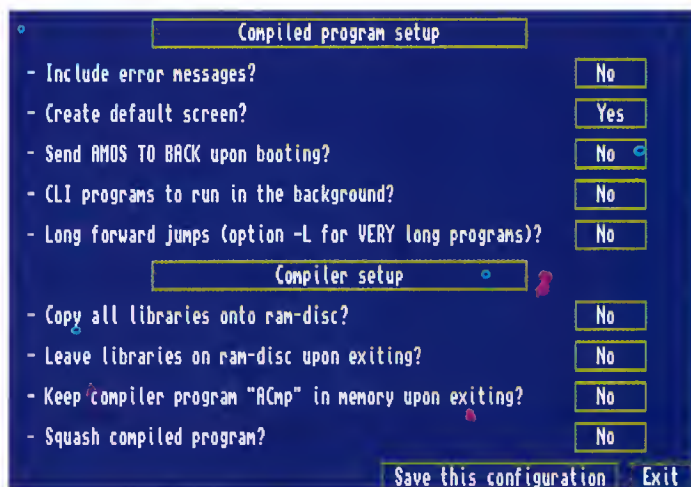 Compiled program setup
- Include error messages? No
- Create default screen? Yes
- Send AMOS TO BACK upon booting? No
- CLI programs to run in the background? No
- Long forward jumps (option -L for VERY long programs)? No
Compiler setup
- Copy all libraries onto ram-disc? No
- Leave libraries on ram-disc upon exiting? No
- Keep compiler program "ACmp" in memory upon exiting? No
- Squash compiled program? No
Save this configuration Exit